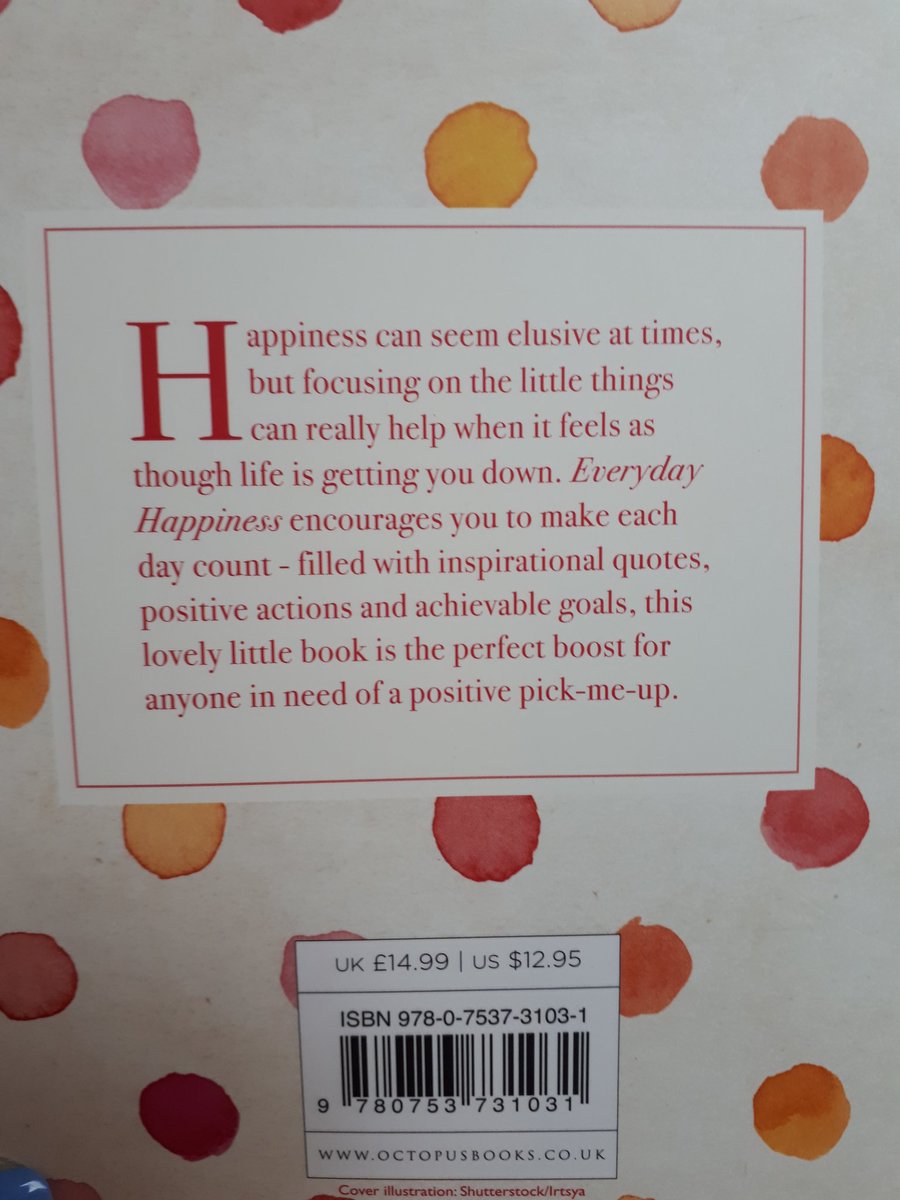 Happiness can seem elusive at times,
but focusing on the little things
can really help when it feels as
though life is getting you down. Everyday
Happiness encourages you to make each
day count - filled with inspirational quotes,
positive actions and achievable goals, this
lovely little book is the perfect boost for
anyone in need of a positive pick-me-up.
UK £14.99 | US $12.95
ISBN 978-0-7537-3103-1
9 780753 731031
WWW.OCTOPUSBOOKS.CO.UK
Cover illustration: Shutterstock/Irtsya